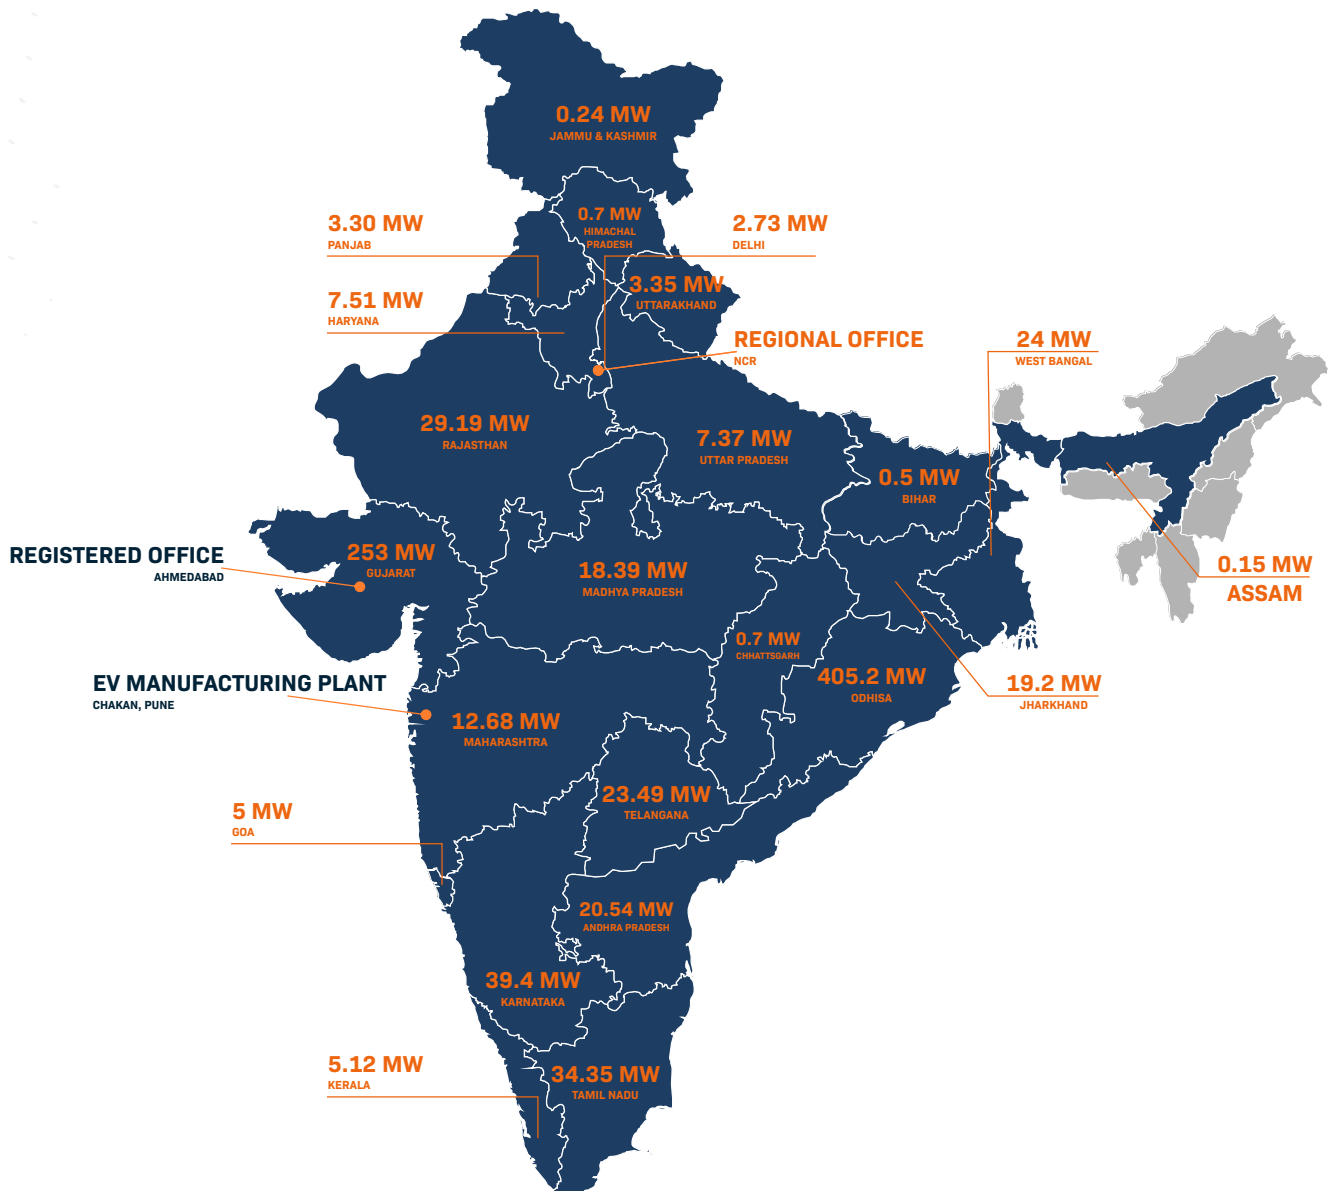 0.24 MW
JAMMU & KASHMIR
3.30 MW
PANJAB
0.7 MW
HIMACHAL
PRADESH
2.73 MW
DELHI
7.51 MW
HARYANA
3.35 MW
UTTARAKHAND
REGIONAL OFFICE
NCR
24 MW
WEST BANGAL
29.19 MW
RAJASTHAN
7.37 MW
UTTAR PRADESH
0.5 MW
BIHAR
REGISTERED OFFICE
AHMEDABAD
253 MW
GUJARAT
18.39 MW
MADHYA PRADESH
0.15 MW
ASSAM
0.7 MW
CHHATTSGARH
405.2 MW
ODHISA
19.2 MW
JHARKHAND
EV MANUFACTURING PLANT
CHAKAN, PUNE
12.68 MW
MAHARASHTRA
23.49 MW
TELANGANA
5 MW
GOA
20.54 MW
ANDHRA PRADESH
39.4 MW
KARNATAKA
5.12 MW
KERALA
34.35 MW
TAMIL NADU